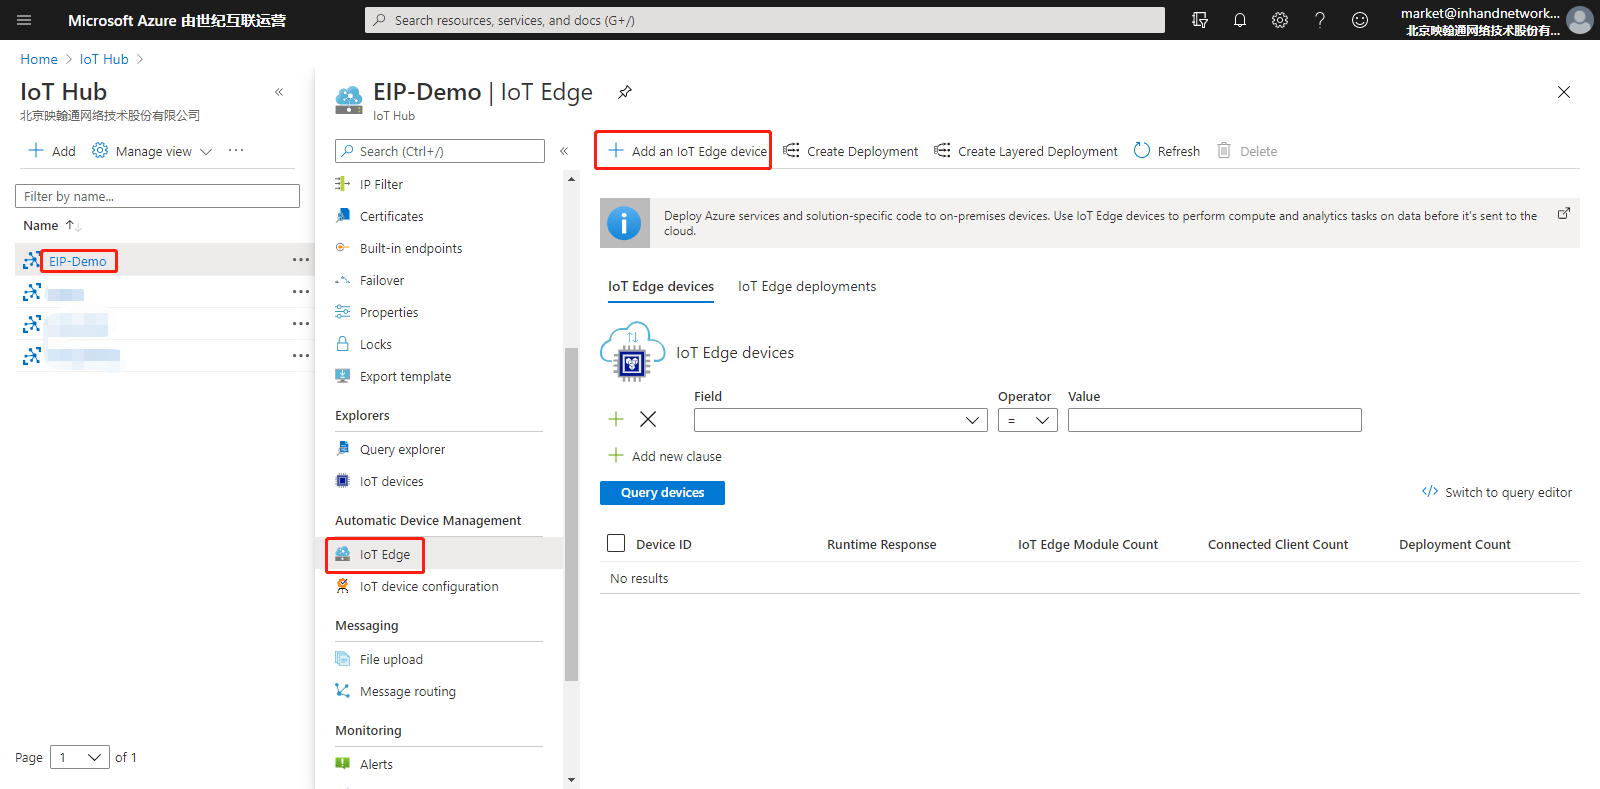 Microsoft Azure 由世纪互联运营
Search resources, services, and docs (G+/)
market@inhandnetwork...
北京映翰通网络技术股份有...
Home > IoT Hub >
IoT Hub
北京映翰通网络技术股份有限公司
Add
Manage view
Filter by name...
Name
EIP-Demo
Page 1 of 1
EIP-Demo | IoT Edge
IoT Hub
Search (Ctrl+/)
IP Filter
Certificates
Built-in endpoints
Failover
Properties
Locks
Export template
Explorers
Query explorer
IoT devices
Automatic Device Management
IoT Edge
IoT device configuration
Messaging
File upload
Message routing
Monitoring
Alerts
Add an IoT Edge device
Create Deployment
Create Layered Deployment
Refresh
Delete
Deploy Azure services and solution-specific code to on-premises devices. Use IoT Edge devices to perform compute and analytics tasks on data before it's sent to the
cloud.
IoT Edge devices
IoT Edge deployments
IoT Edge devices
Field
Operator
Value
=
Add new clause
Query devices
Switch to query editor
Device ID
Runtime Response
IoT Edge Module Count
Connected Client Count
Deployment Count
No results